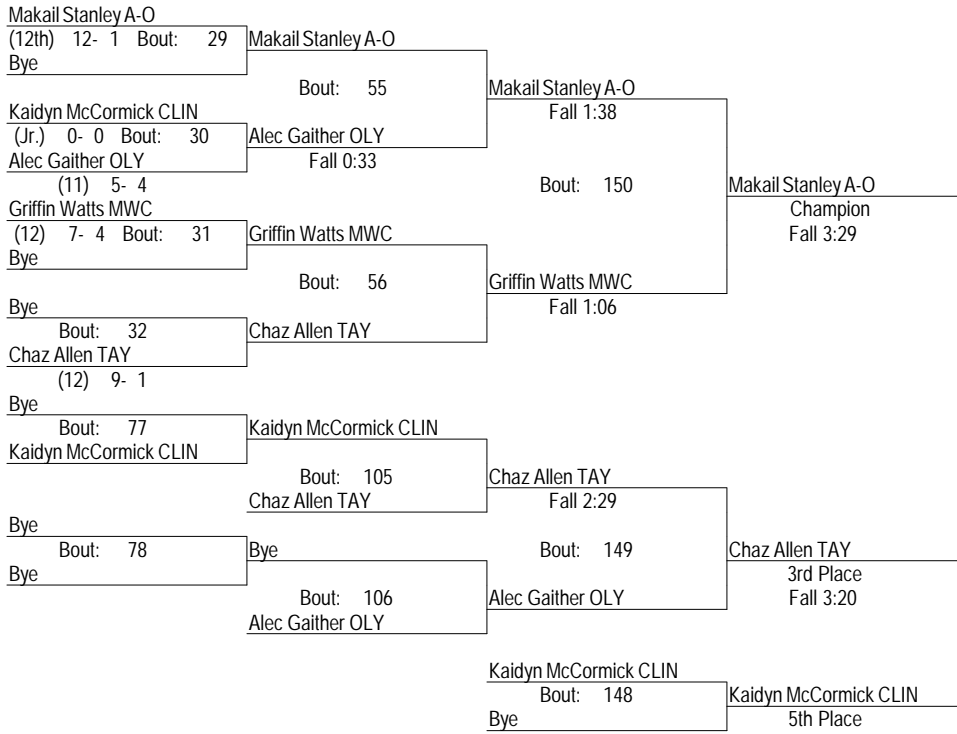 Makail Stanley A-O
(12th) 12- 1 Bout: 29
Bye
Makail Stanley A-O
Bout: 55
Kaidyn McCormick CLIN
(Jr.) 0- 0 Bout: 30
Alec Gaither OLY
(11) 5- 4
Alec Gaither OLY
Fall 0:33
Makail Stanley A-O
Fall 1:38
Bout: 150
Griffin Watts MWC
(12) 7- 4 Bout: 31
Bye
Griffin Watts MWC
Bout: 56
Bye
Bout: 32
Chaz Allen TAY
(12) 9- 1
Chaz Allen TAY
Griffin Watts MWC
Fall 1:06
Makail Stanley A-O
Champion
Fall 3:29
Bye
Bout: 77
Kaidyn McCormick CLIN
Kaidyn McCormick CLIN
Bout: 105
Chaz Allen TAY
Chaz Allen TAY
Fall 2:29
Bout: 149
Bye
Bout: 78
Bye
Bye
Bout: 106
Alec Gaither OLY
Alec Gaither OLY
Chaz Allen TAY
3rd Place
Fall 3:20
Kaidyn McCormick CLIN
Bout: 148
Bye
Kaidyn McCormick CLIN
5th Place